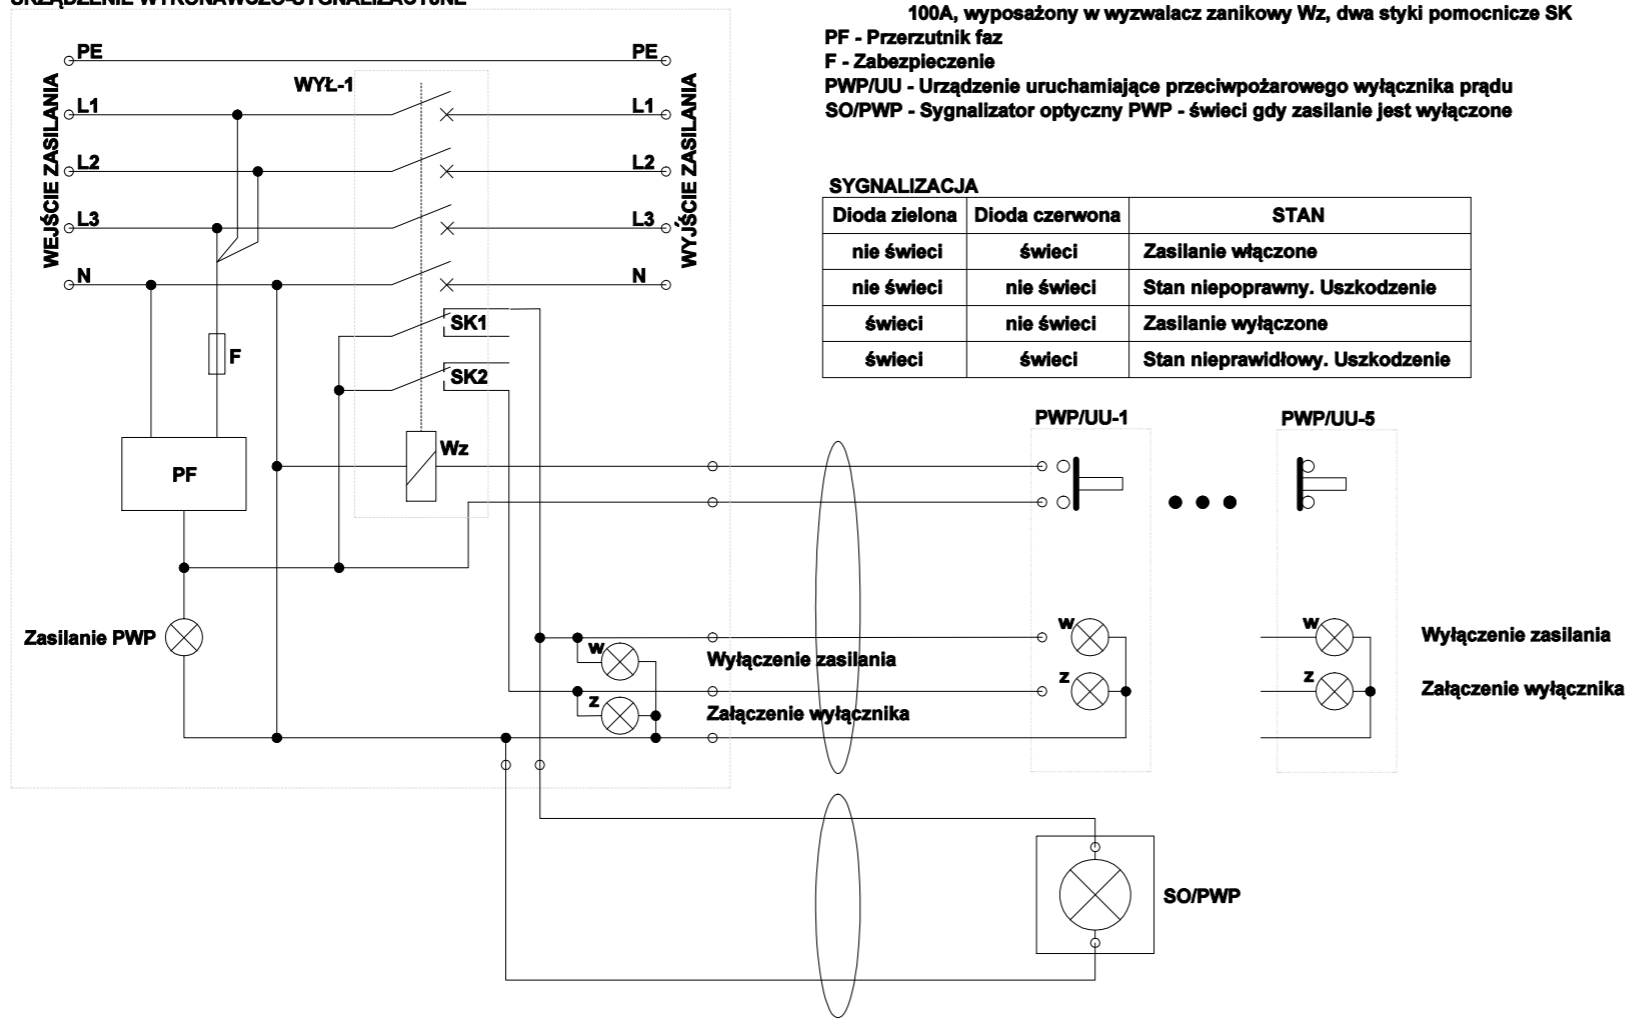 URZĄDZENIE WYKONAWCZO-SYGNALIZACYJNE
100A, wyposażony w wyzwalacz zanikowy Wz, dwa styki pomocnicze SK
PF - Przerzutnik faz
F - Zabezpieczenie
PWP/UU - Urządzenie uruchamiające przeciwpożarowego wyłącznika prądu
SO/PWP - Sygnalizator optyczny PWP - świeci gdy zasilanie jest wyłączone
WEJŚCIE ZASILANIA
WYJŚCIE ZASILANIA
PE PE
WYŁ-1
L1 L1
L2 L2
L3 L3
N N
SK1
F
SK2
Wz
PF
SYGNALIZACJA
Dioda zielona Dioda czerwona STAN
nie świeci świeci Zasilanie włączone
nie świeci nie świeci Stan niepoprawny. Uszkodzenie
świeci nie świeci Zasilanie wyłączone
świeci świeci Stan nieprawidłowy. Uszkodzenie
PWP/UU-1 PWP/UU-5
Zasilanie PWP
w
Wyłączenie zasilania
z
Załączenie wyłącznika
w
z
w
Wyłączenie zasilania
z
Załączenie wyłącznika
SO/PWP